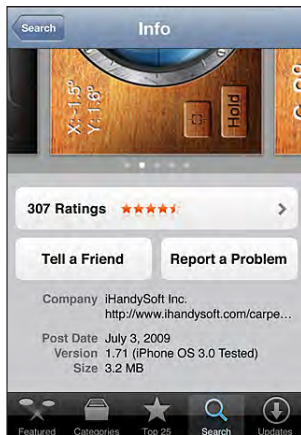 Search
Info
X: -1.5°
Y: 1.6°
Hold
307 Ratings
Tell a Friend
Report a Problem
Company iHandySoft Inc.
http://www.ihandysoft.com/carpe...
Post Date July 3, 2009
Version 1.71 (iPhone OS 3.0 Tested)
Size 3.2 MB
Featured
Categories
Top 25
Search
Updates